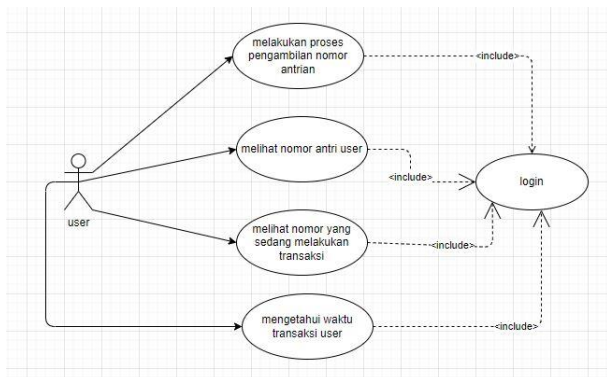 melakukan proses
pengambilan nomor
antrian
<include>
melihat nomor antri user
<include>
login
user
melihat nomor yang
sedang melakukan
transaksi
<include>
mengetahui waktu
transaksi user
<include>